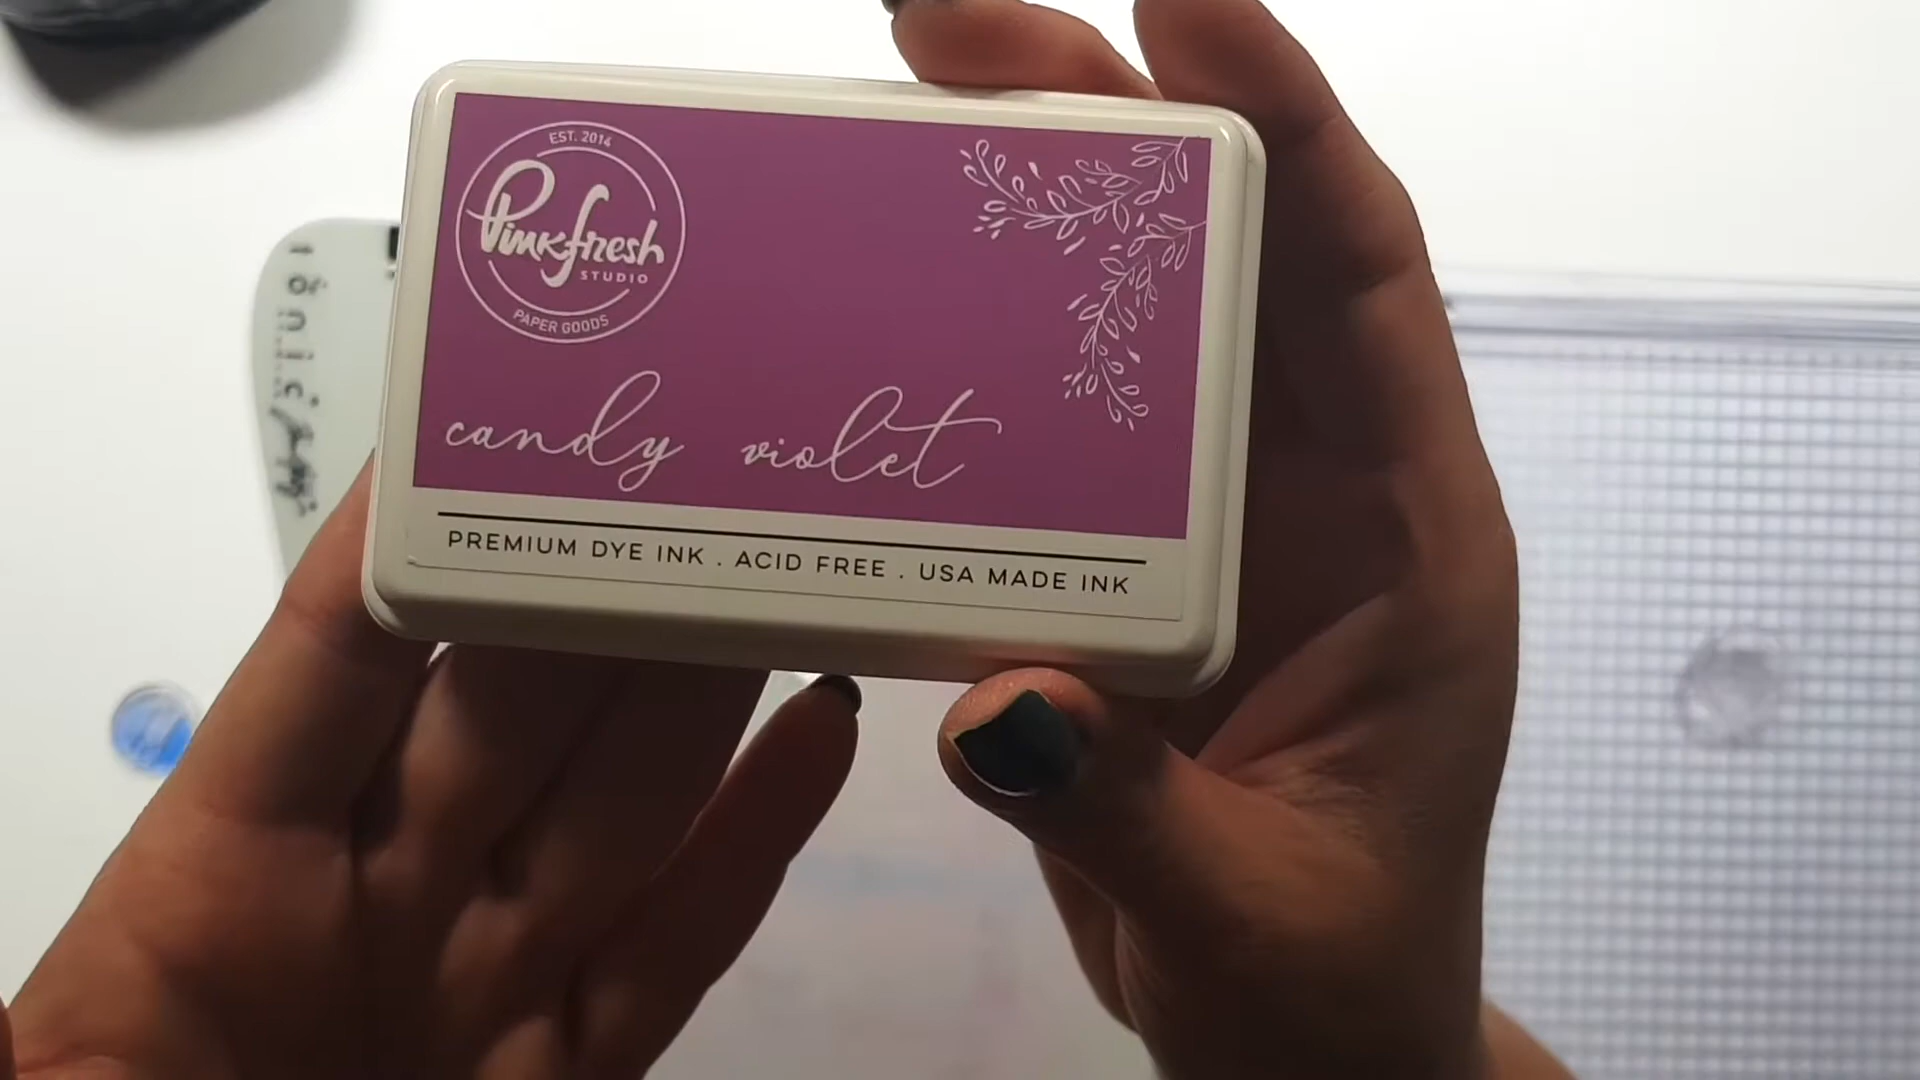 EST. 2014
Pinkfresh
STUDIO
PAPER GOODS
candy violet
PREMIUM DYE INK . ACID FREE . USA MADE INK